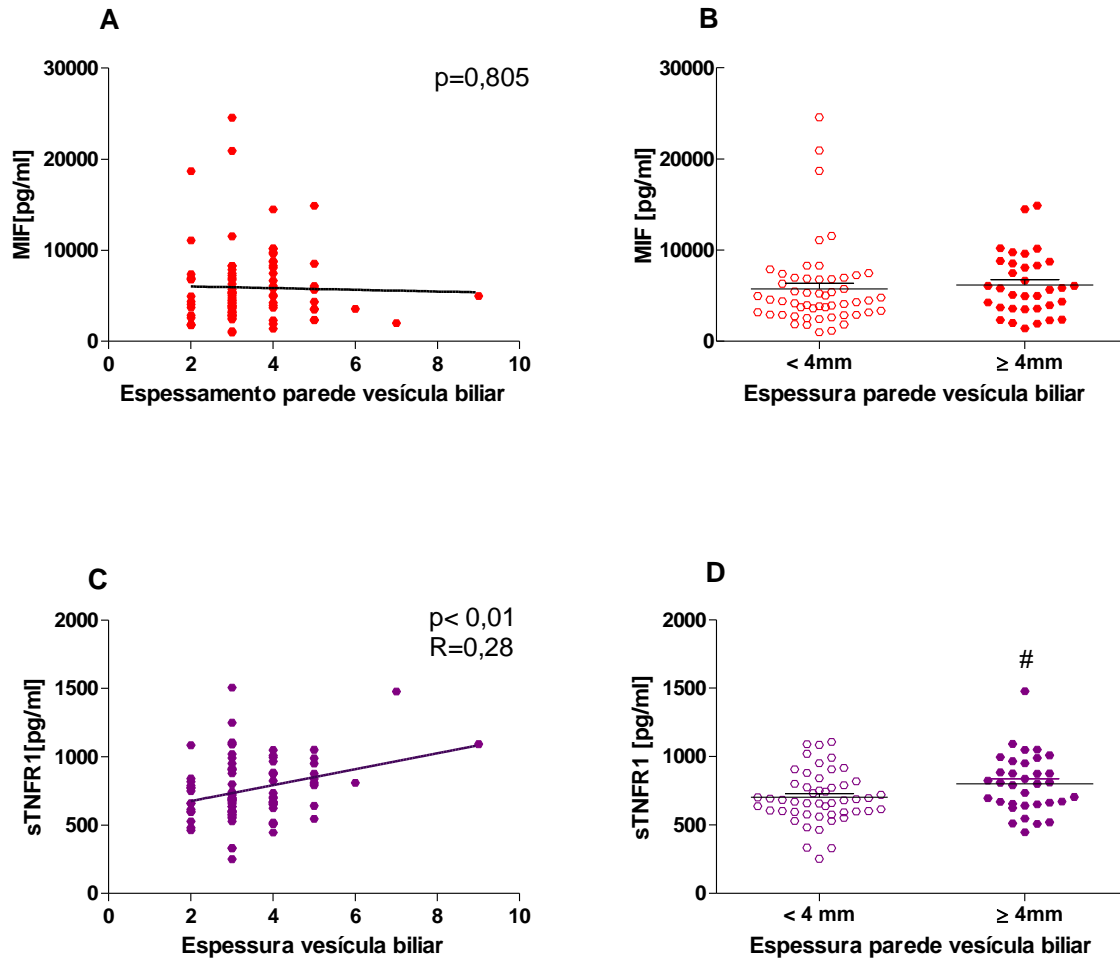 A
30000
20000
10000
0
MIF[pg/ml]
p=0,805
0 2 4 6 8 10
Espessamento parede vesícula biliar
B
30000
20000
10000
0
MIF [pg/ml]
< 4mm ≥ 4mm
Espessura parede vesícula biliar
C
2000
1500
1000
500
0
sTNFR1[pg/ml]
p< 0,01
R=0,28
0 2 4 6 8 10
Espessura vesícula biliar
D
2000
1500
1000
500
0
sTNFR1 [pg/ml]
#
< 4 mm ≥ 4mm
Espessura parede vesícula biliar